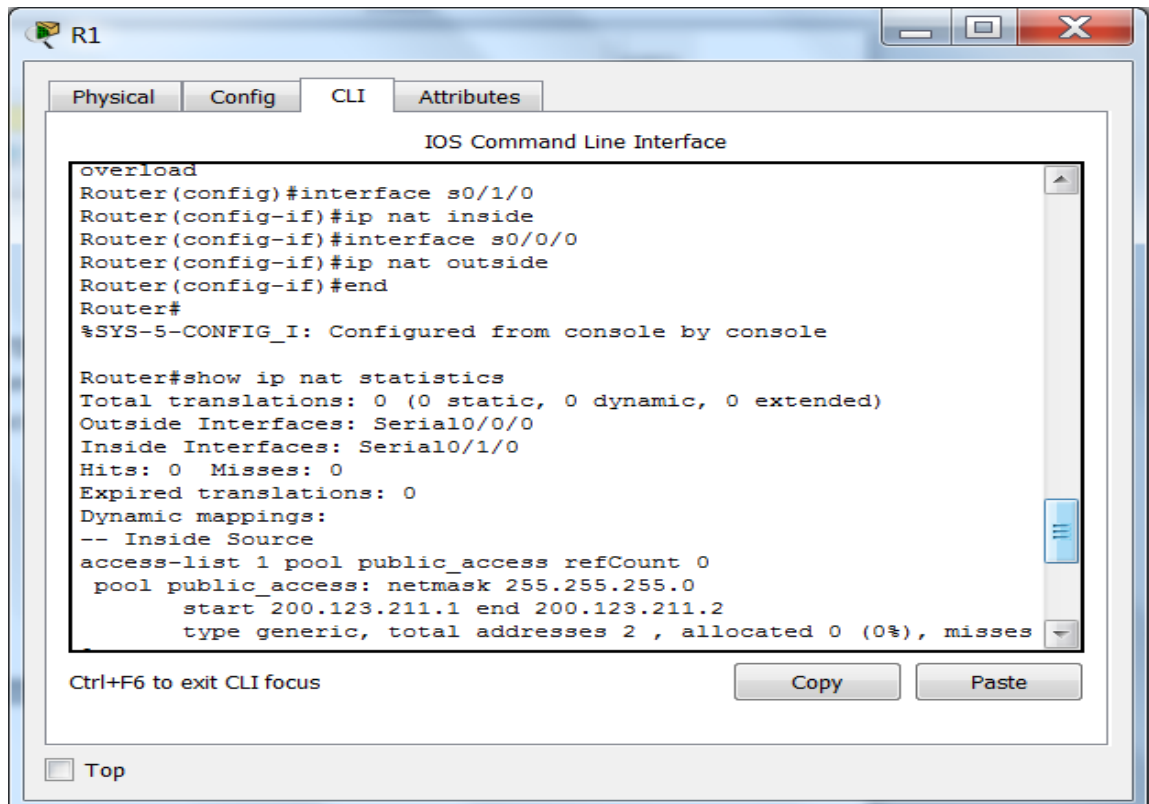 R1
Physical Config CLI Attributes
IOS Command Line Interface
overload
Router(config)#interface s0/1/0
Router(config-if)#ip nat inside
Router(config-if)#interface s0/0/0
Router(config-if)#ip nat outside
Router(config-if)#end
Router#
%SYS-5-CONFIG_I: Configured from console by console

Router#show ip nat statistics
Total translations: 0 (0 static, 0 dynamic, 0 extended)
Outside Interfaces: Serial0/0/0
Inside Interfaces: Serial0/1/0
Hits: 0  Misses: 0
Expired translations: 0
Dynamic mappings:
-- Inside Source
access-list 1 pool public_access refCount 0
 pool public_access: netmask 255.255.255.0
       start 200.123.211.1 end 200.123.211.2
       type generic, total addresses 2 , allocated 0 (0%), misses
Ctrl+F6 to exit CLI focus
Copy Paste
Top